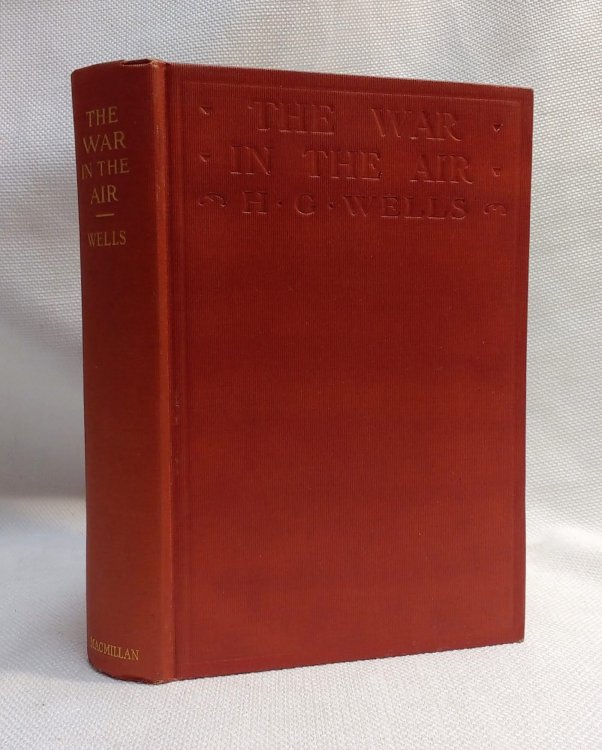 THE
WAR
IN THE
AIR
WELLS
MACMILLAN
THE WAR
IN THE AIR
H·G·WELLS